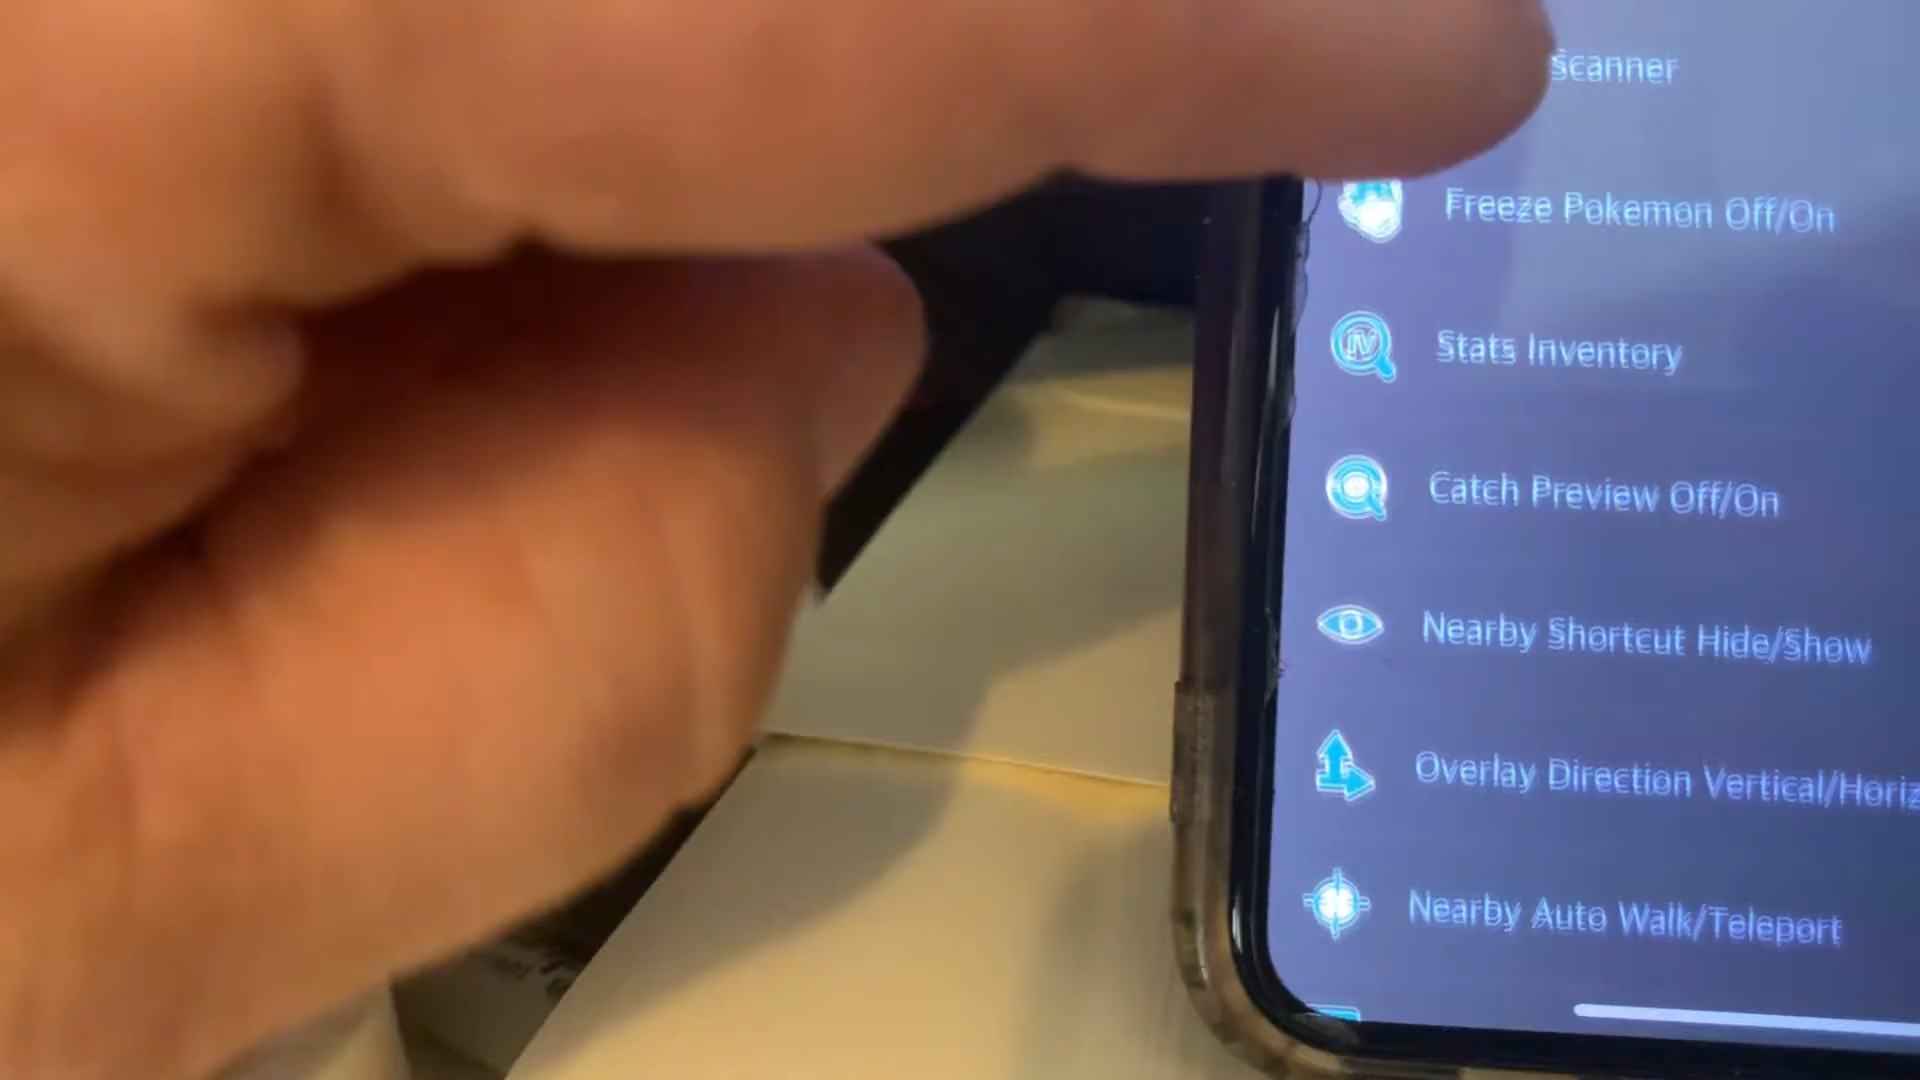 Scanner
Freeze Pokemon Off/On
IV
Stats Inventory
Catch Preview Off/On
Nearby Shortcut Hide/Show
Overlay Direction Vertical/Horiz
Nearby Auto Walk/Teleport